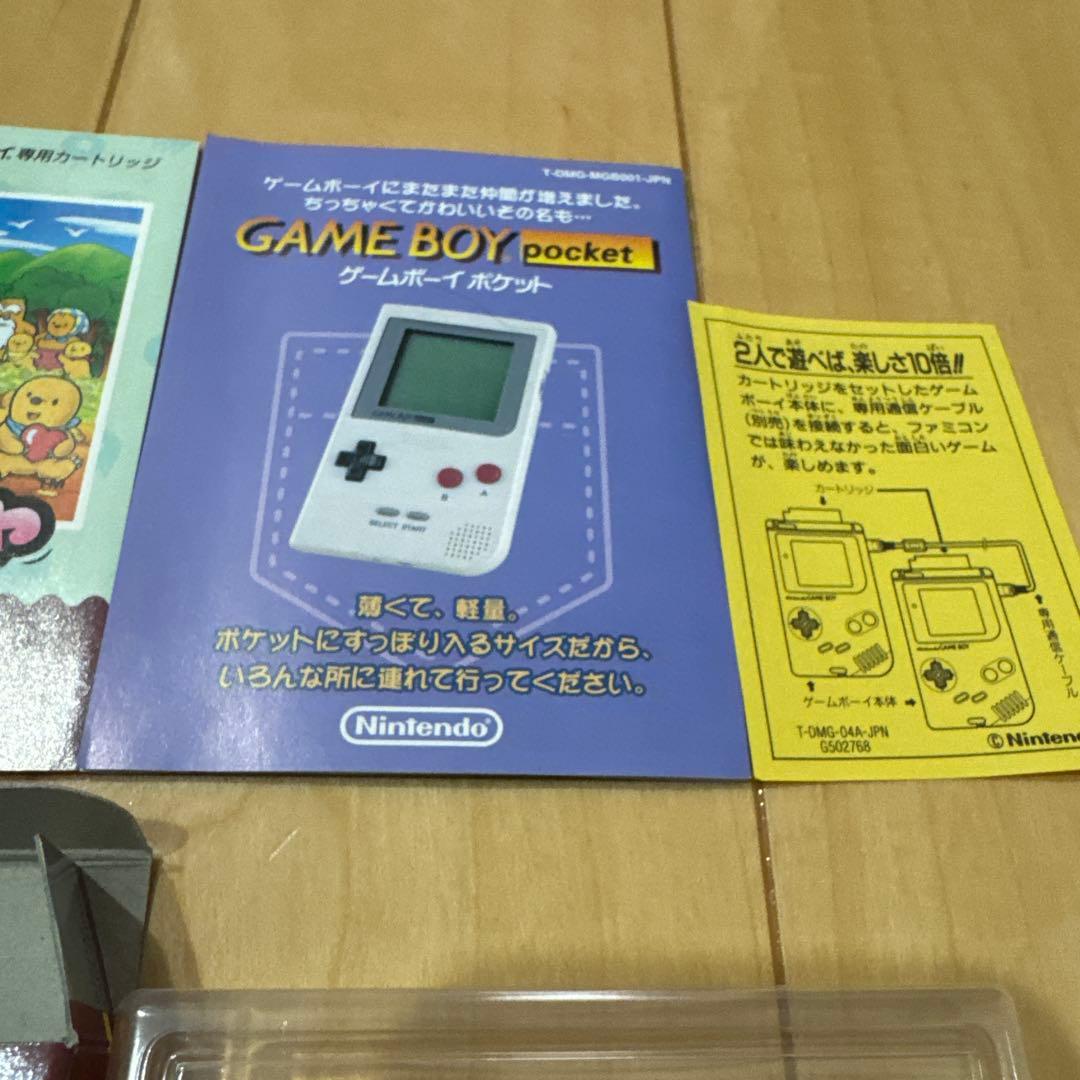 専用カートリッジ
T-DMG-MGB001-JPN
ゲームボーイにまたまた仲間が増えました。
ちっちゃくてかわいいその名も…
GAME BOY pocket
ゲームボーイ ポケット
B A
SELECT START
薄くて、軽量。
ポケットにすっぽり入るサイズだから、
いろんな所に連れて行ってください。
Nintendo
2人で遊べば、楽しさ10倍!!
カートリッジをセットしたゲーム
ボーイ本体に、専用通信ケーブル
(別売)を接続すると、ファミコン
では味わえなかった面白いゲーム
が、楽しめます。
カートリッジ
専用通信ケーブル
ゲームボーイ本体
T-DMG-04A-JPN
G502768
©Ninten